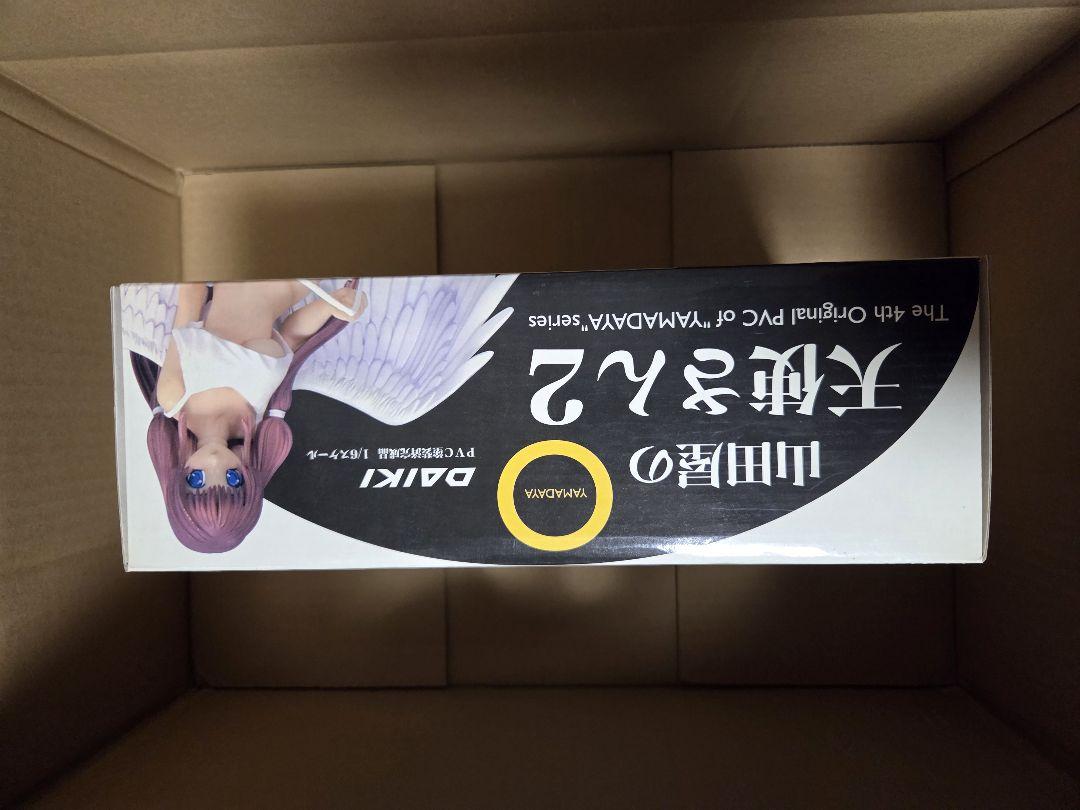 山田屋の
天使さん2
The 4th Original PVC of "YAMADAYA" series
YAMADAYA
DAIKI
PVC塗装済完成品 1/6スケール